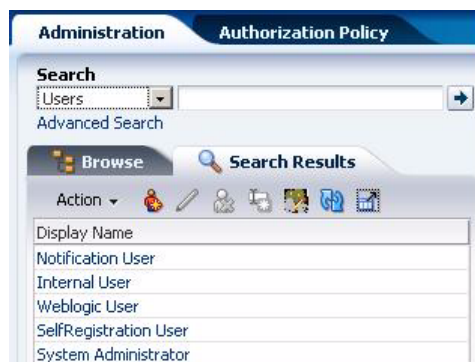 Administration Authorization Policy
Search
Users
Advanced Search
Browse Search Results
Action
Display Name
Notification User
Internal User
Weblogic User
SelfRegistration User
System Administrator